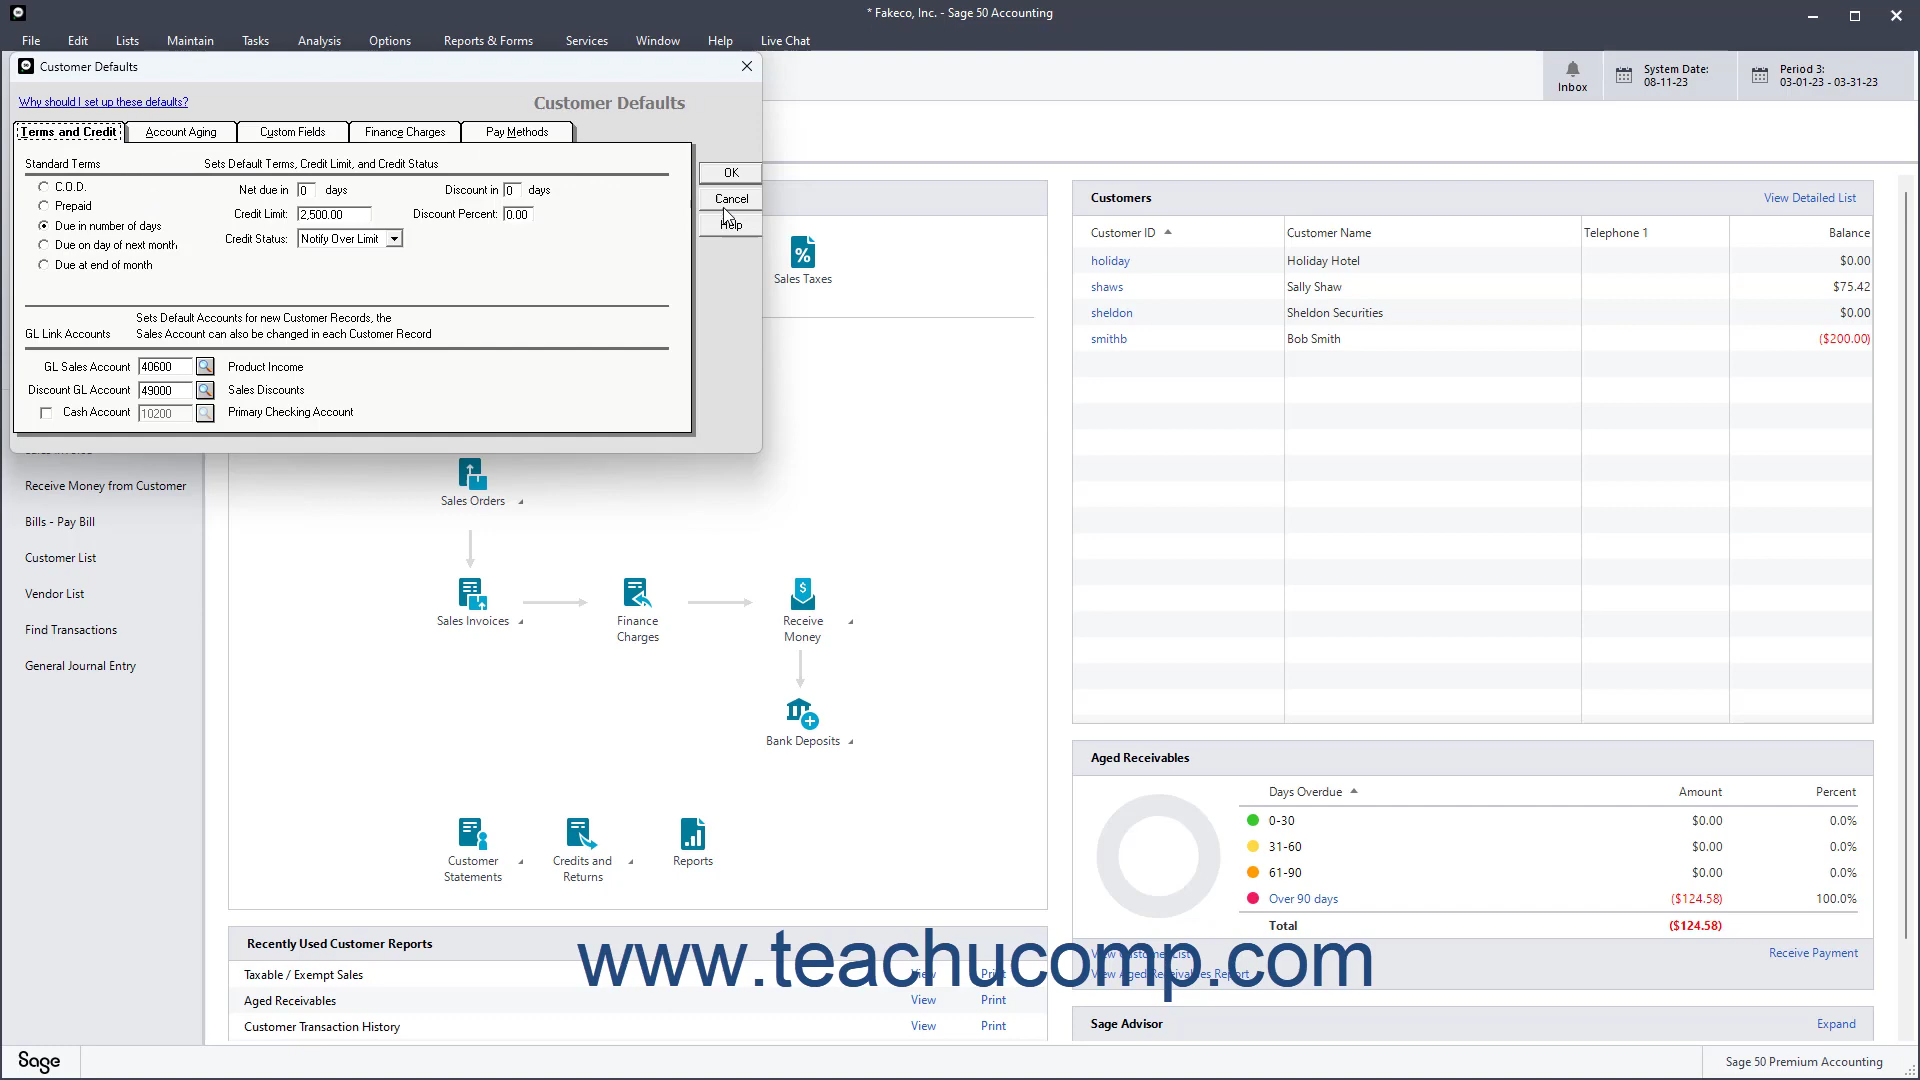 * Fakeco, Inc. - Sage 50 Accounting
File Edit Lists Maintain Tasks Analysis Options Reports & Forms Services Window Help Live Chat
Customer Defaults
Inbox
System Date:
08-11-23
Period 3:
03-01-23 - 03-31-23
Why should I set up these defaults?
Customer Defaults
Terms and Credit Account Aging Custom Fields Finance Charges Pay Methods
Standard Terms Sets Default Terms, Credit Limit, and Credit Status
C.O.D.
Prepaid
Due in number of days
Due on day of next month
Due at end of month
Net due in 0 days
Credit Limit: 2,500.00
Credit Status: Notify Over Limit
Discount in 0 days
Discount Percent: 0.00
OK
Cancel
Help
Sets Default Accounts for new Customer Records, the
GL Link Accounts Sales Account can also be changed in each Customer Record
GL Sales Account 40600 Product Income
Discount GL Account 49000 Sales Discounts
Cash Account 10200 Primary Checking Account
Receive Money from Customer
Bills - Pay Bill
Customer List
Vendor List
Find Transactions
General Journal Entry
Sales Taxes
Sales Orders
Sales Invoices
Finance
Charges
Receive
Money
Bank Deposits
Customer
Statements
Credits and
Returns
Reports
Customers View Detailed List
Customer ID Customer Name Telephone 1 Balance
holiday Holiday Hotel $0.00
shaws Sally Shaw $75.42
sheldon Sheldon Securities $0.00
smithb Bob Smith ($200.00)
Aged Receivables
Days Overdue Amount Percent
0-30 $0.00 0.0%
31-60 $0.00 0.0%
61-90 $0.00 0.0%
Over 90 days ($124.58) 100.0%
Total ($124.58)
View Customer List
View Aged Receivables Report
Receive Payment
Recently Used Customer Reports
Taxable / Exempt Sales View Print
Aged Receivables View Print
Customer Transaction History View Print
www.teachucomp.com
Sage Advisor Expand
Sage
Sage 50 Premium Accounting